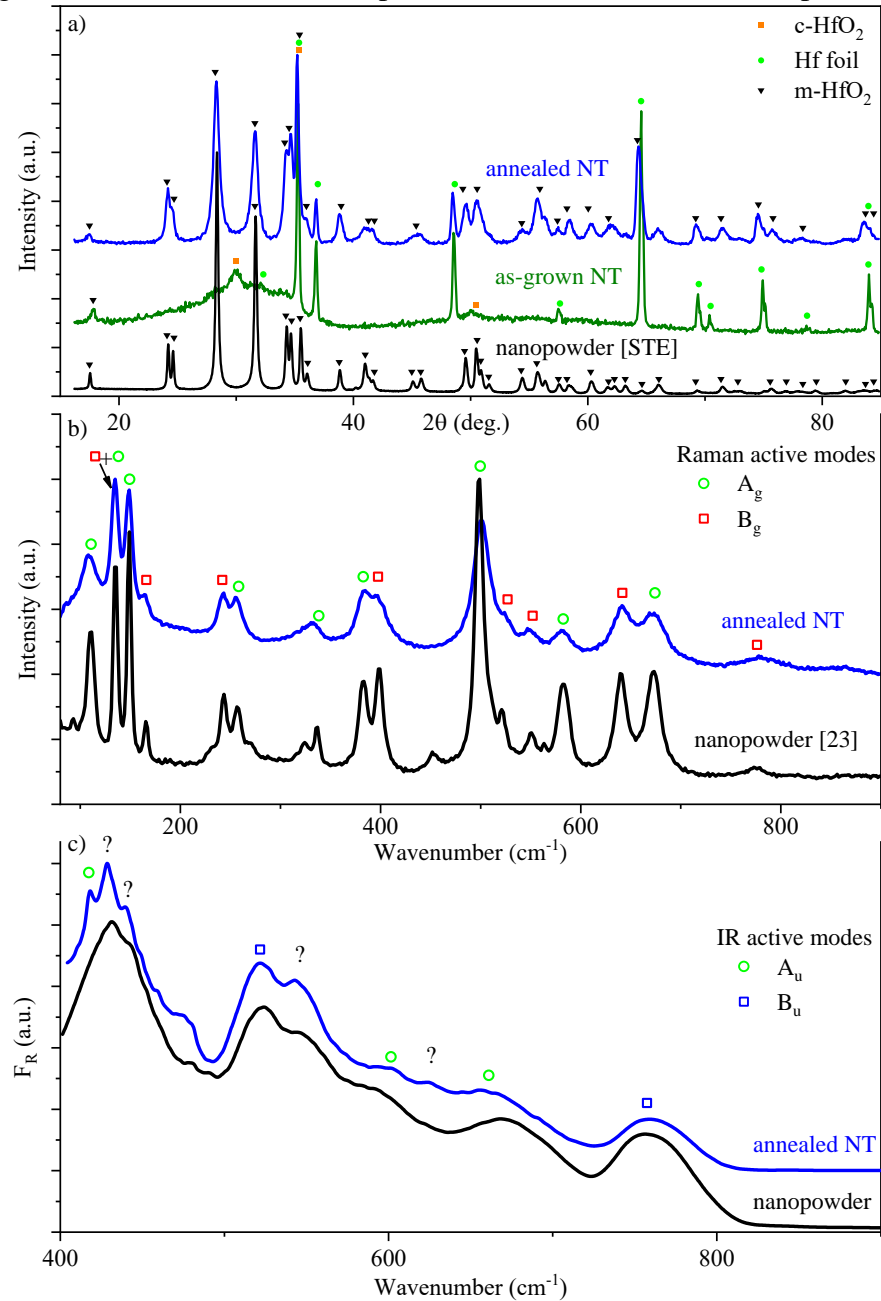 a)
c-HfO2
Hf foil
m-HfO2
annealed NT
as-grown NT
nanopowder [STE]
Intensity (a.u.)
20 40 60 80
2θ (deg.)
b)
+
Raman active modes
Ag
Bg
annealed NT
nanopowder [23]
Intensity (a.u.)
200 400 600 800
Wavenumber (cm-1)
c)
?
?
?
?
IR active modes
Au
Bu
annealed NT
nanopowder
FR (a.u.)
400 600 800
Wavenumber (cm-1)